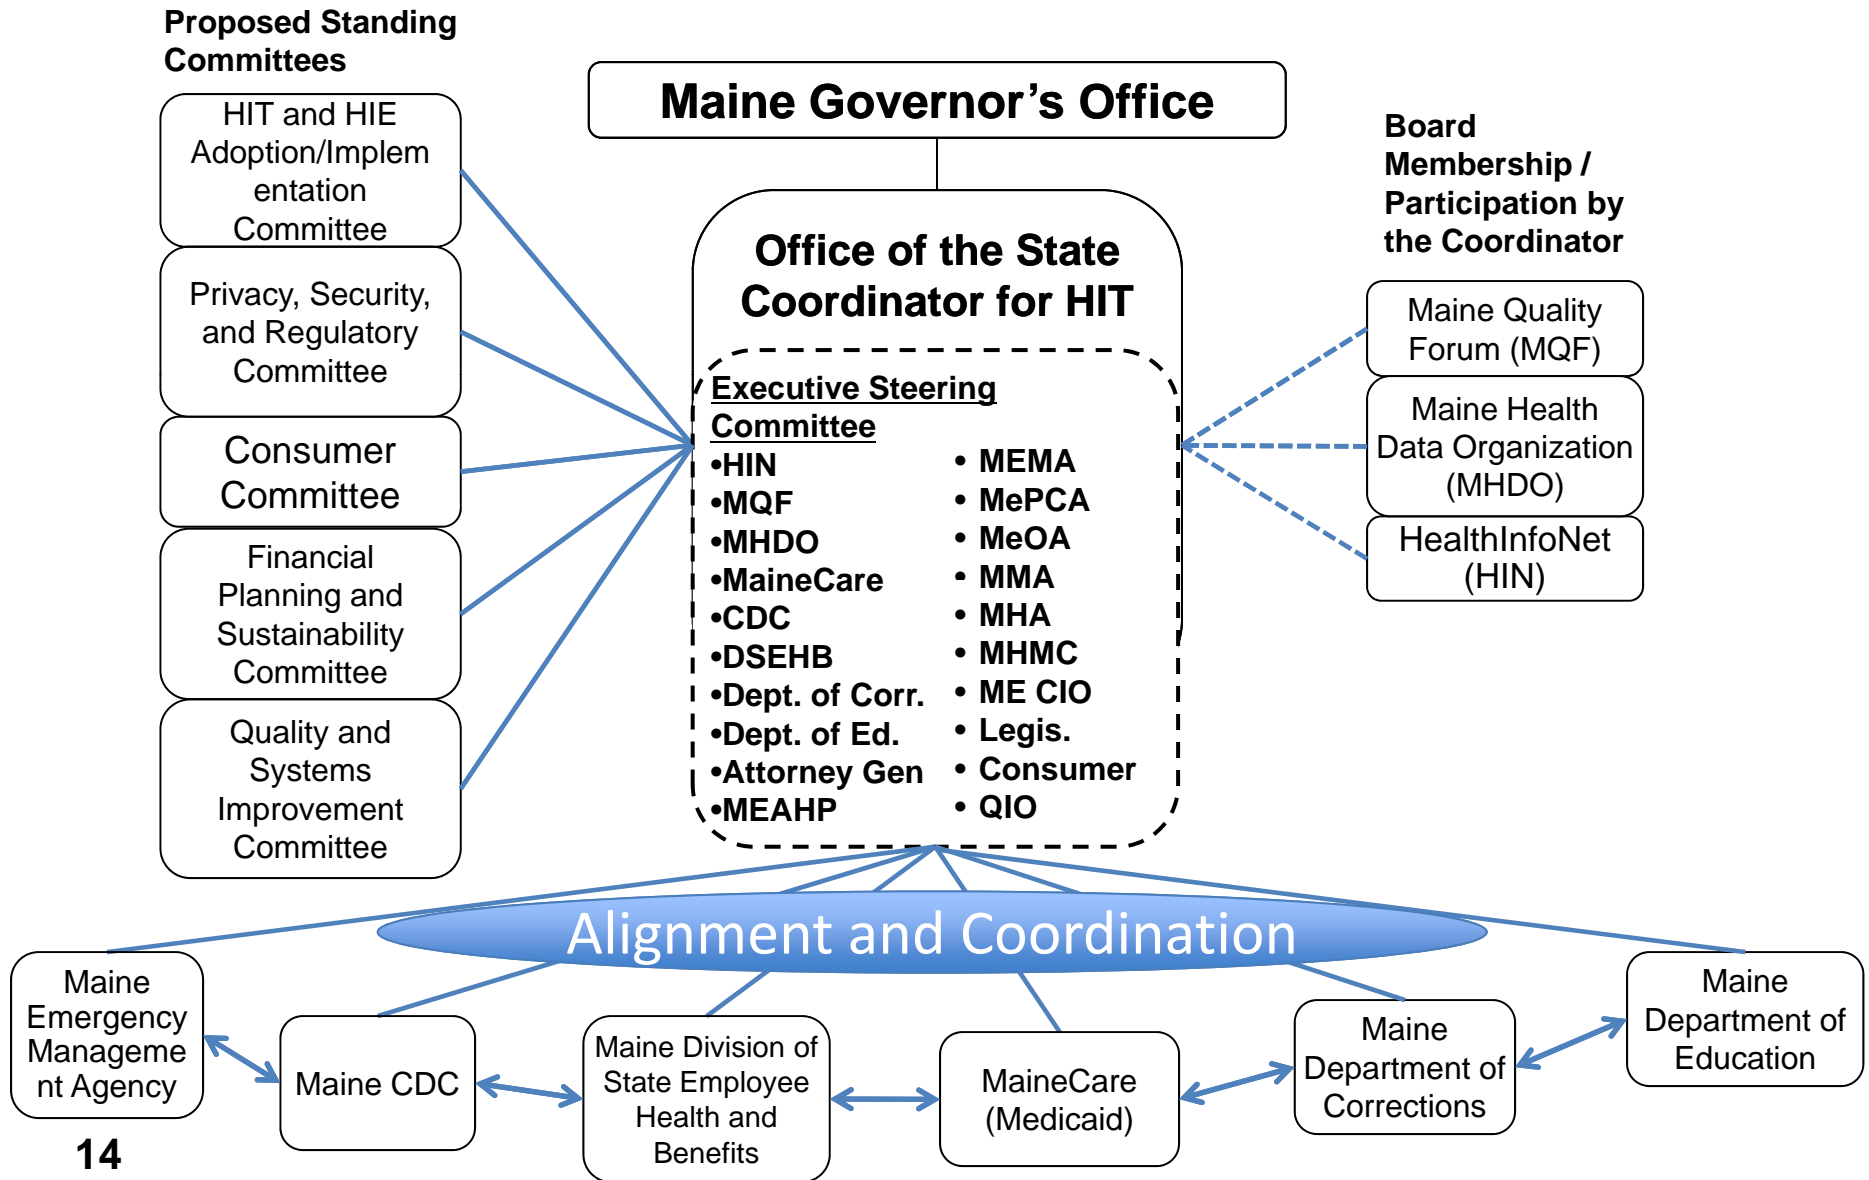 Proposed Standing
Committees
HIT and HIE
Adoption/Implem
entation
Committee
Privacy, Security,
and Regulatory
Committee
Consumer
Committee
Financial
Planning and
Sustainability
Committee
Quality and
Systems
Improvement
Committee
Maine Governor’s Office
Office of the State
Coordinator for HIT
Executive Steering
Committee
•HIN
•MQF
•MHDO
•MaineCare
•CDC
•DSEHB
•Dept. of Corr.
•Dept. of Ed.
•Attorney Gen
•MEAHP
• MEMA
• MePCA
• MeOA
• MMA
• MHA
• MHMC
• ME CIO
• Legis.
• Consumer
• QIO
Board
Membership /
Participation by
the Coordinator
Maine Quality
Forum (MQF)
Maine Health
Data Organization
(MHDO)
HealthInfoNet
(HIN)
Alignment and Coordination
Maine
Emergency
Manageme
nt Agency
Maine CDC
Maine Division of
State Employee
Health and
Benefits
MaineCare
(Medicaid)
Maine
Department of
Corrections
Maine
Department of
Education
14